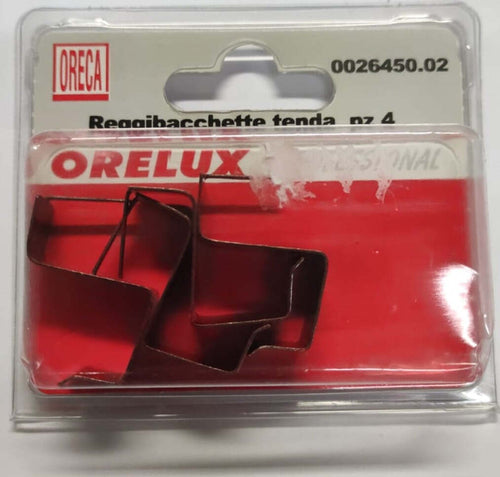 ORECA
0026450.02
Reggibacchette tenda pz 4
ORELUX